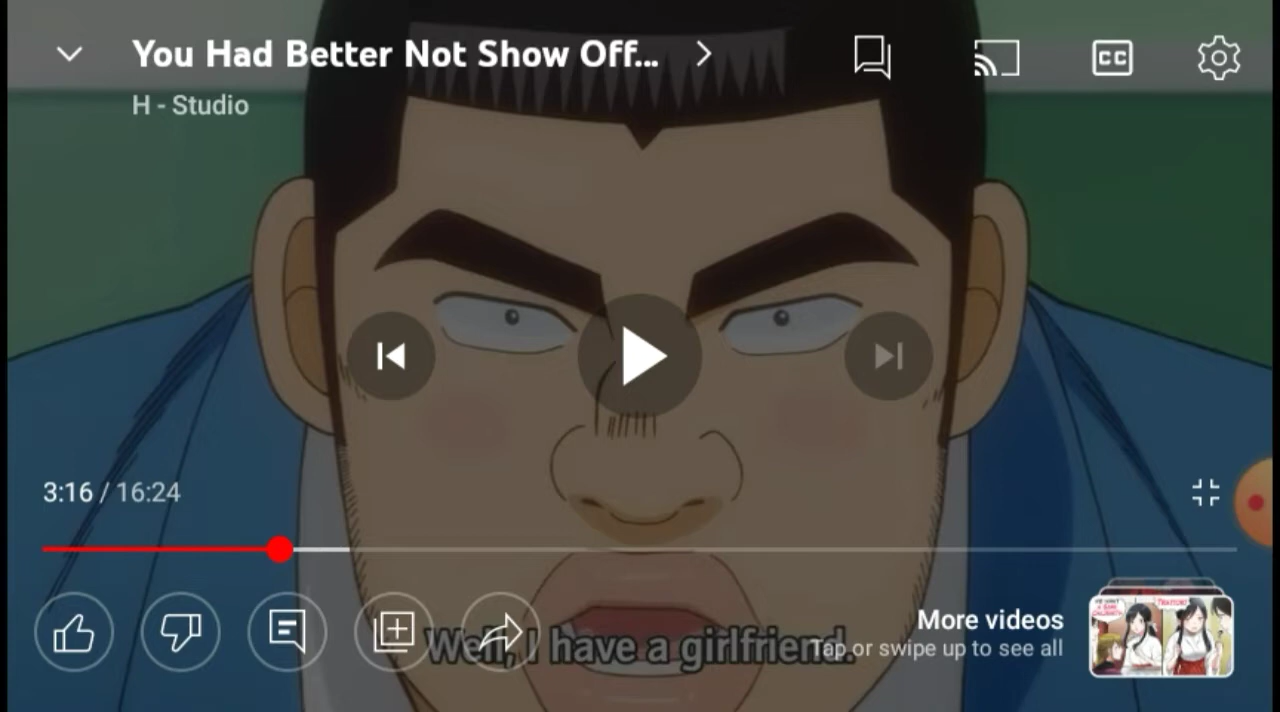 You Had Better Not Show Off...
H - Studio
CC
3:16 / 16:24
More videos
Tap or swipe up to see all
Well, I have a girlfriend.